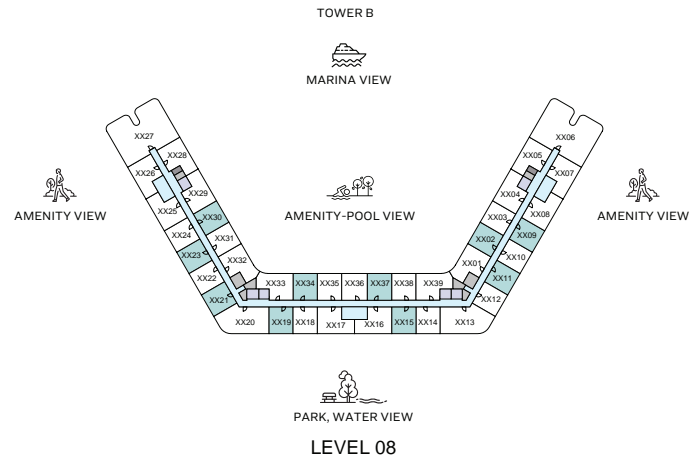 TOWER B
MARINA VIEW
XX27
XX06
XX28
XX05
XX26
XX07
XX29
XX04
XX25
XX30
XX03
XX08
XX24
XX31
XX02
XX09
XX23
XX32
XX01
XX10
XX22
XX11
XX21
XX33
XX34
XX35
XX36
XX37
XX38
XX39
XX12
XX20
XX19
XX18
XX17
XX16
XX15
XX14
XX13
AMENITY VIEW
AMENITY-POOL VIEW
AMENITY VIEW
PARK, WATER VIEW
LEVEL 08